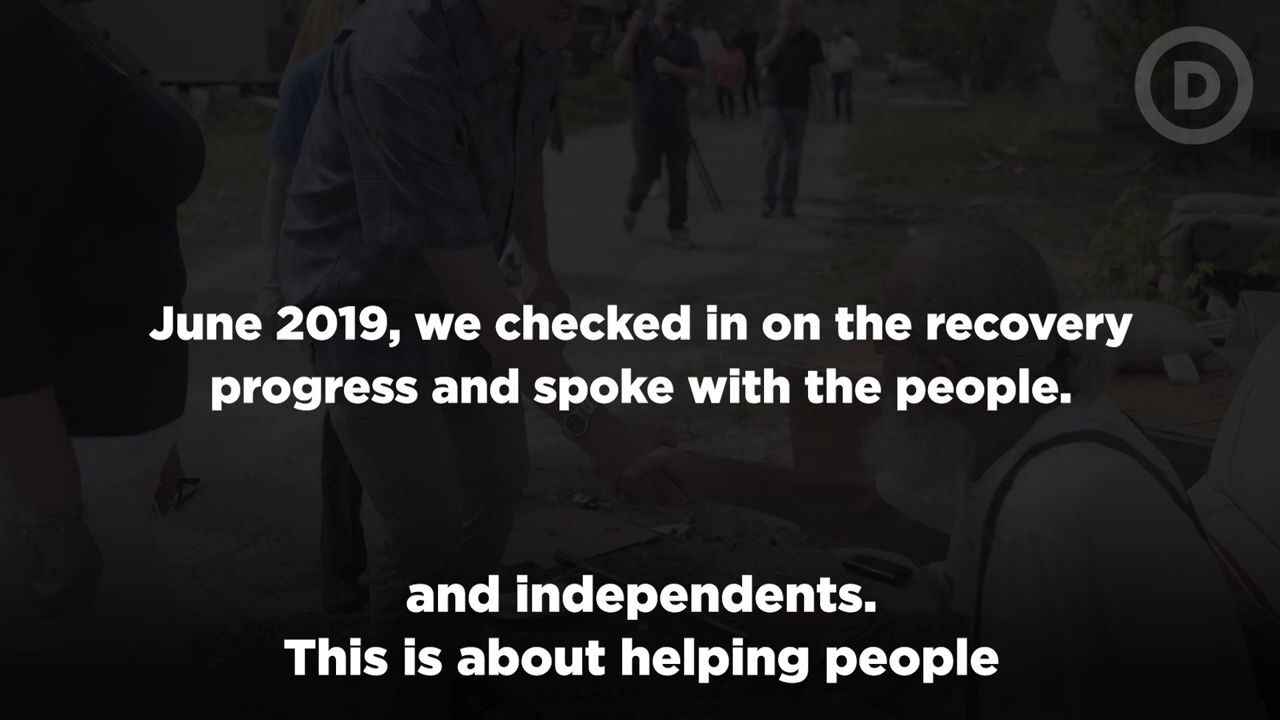 D
June 2019, we checked in on the recovery
progress and spoke with the people.
and independents.
This is about helping people